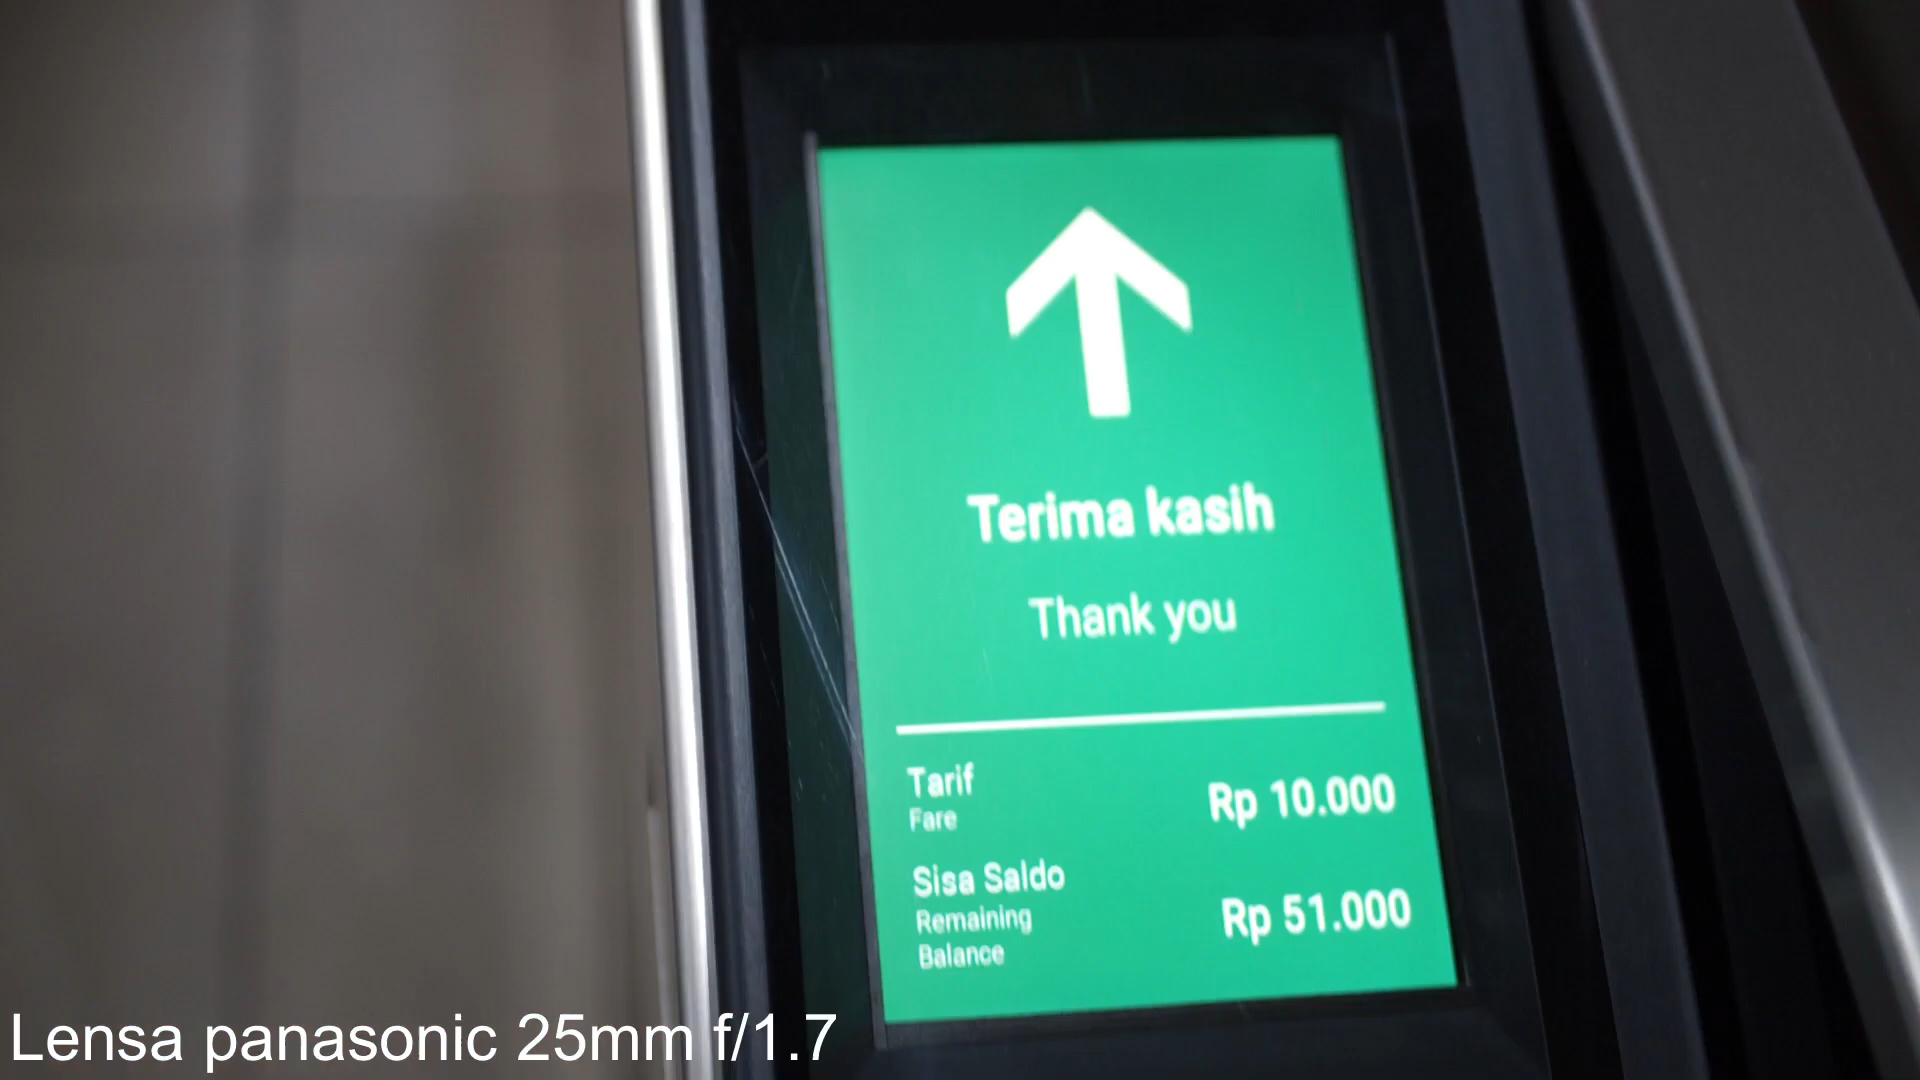 Terima kasih
Thank you
Tarif
Fare
Rp 10.000
Sisa Saldo
Remaining
Balance
Rp 51.000
Lensa panasonic 25mm f/1.7